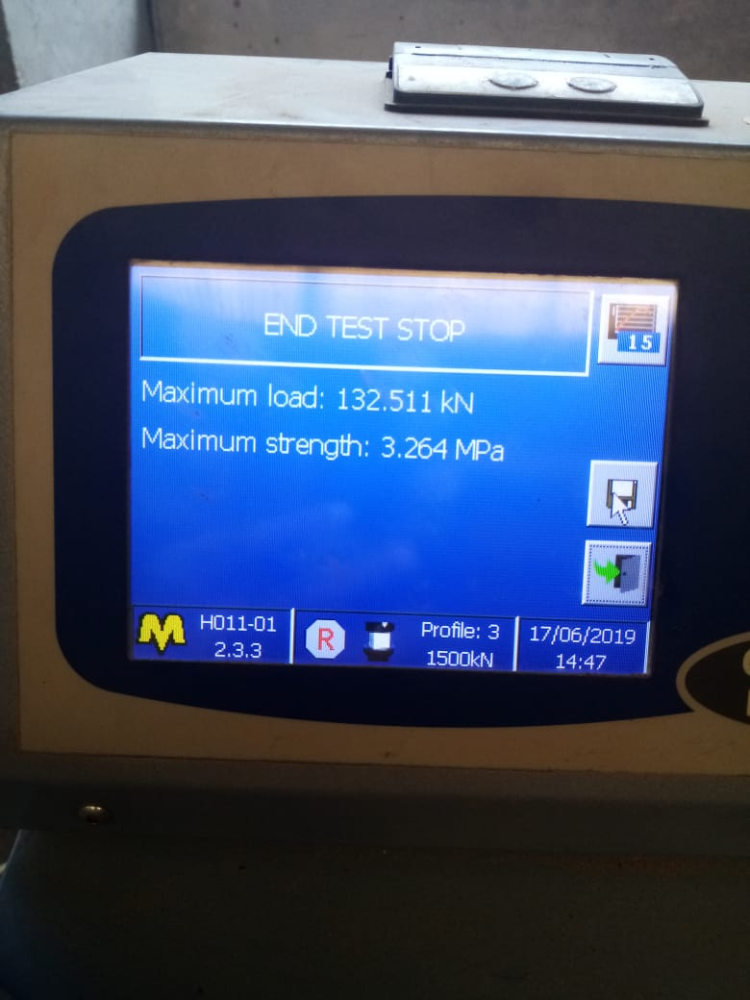 END TEST STOP
15
Maximum load: 132.511 kN
Maximum strength: 3.264 MPa
H011-01
2.3.3
R
Profile: 3
1500kN
17/06/2019
14:47